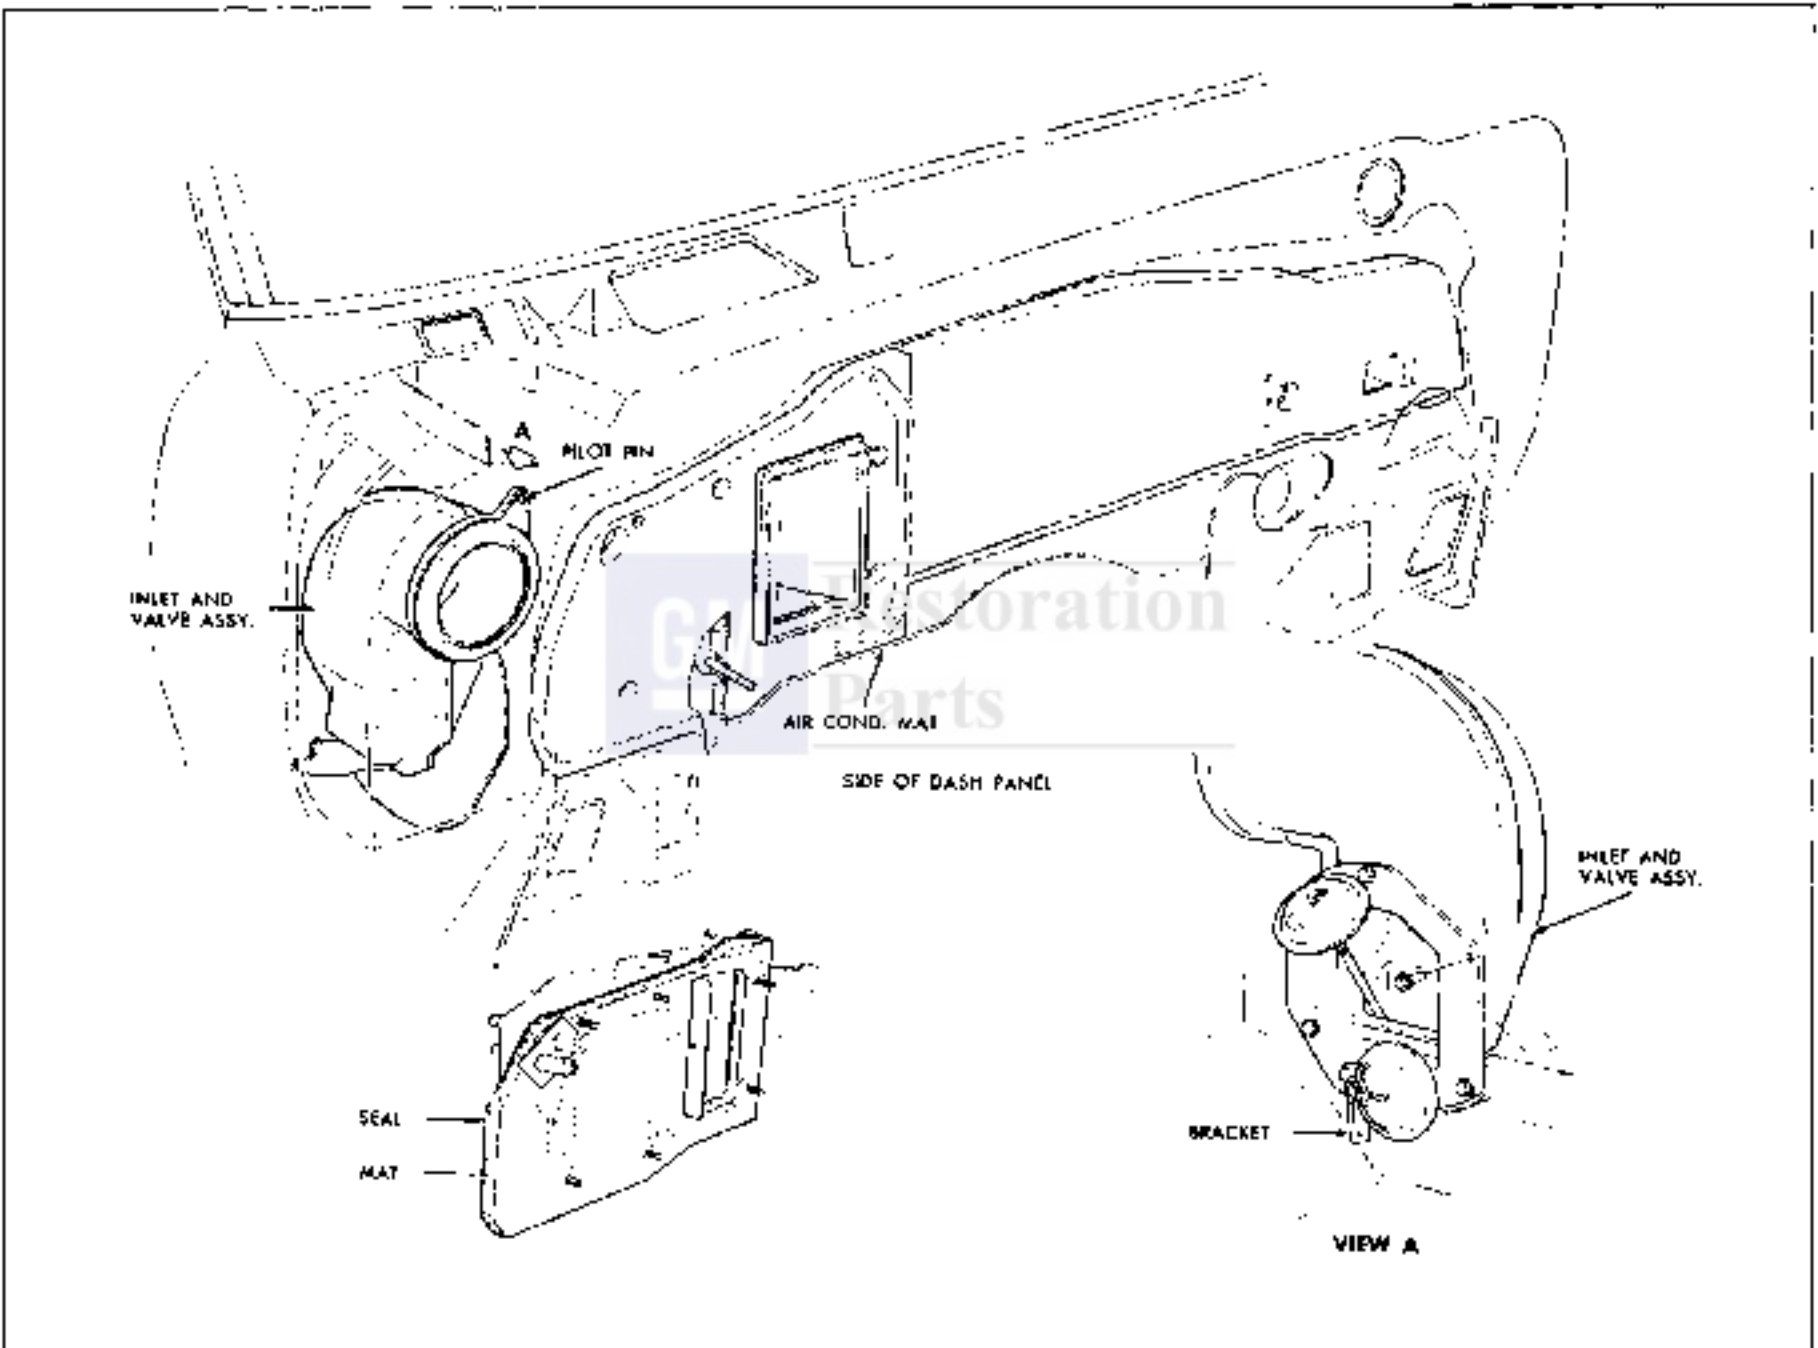 A
PILOT PIN
INLET AND
VALVE ASSY.
GM
Restoration
Parts
AIR COND. MAT
SIDE OF DASH PANEL
INLET AND
VALVE ASSY.
SEAL
MAT
BRACKET
VIEW A